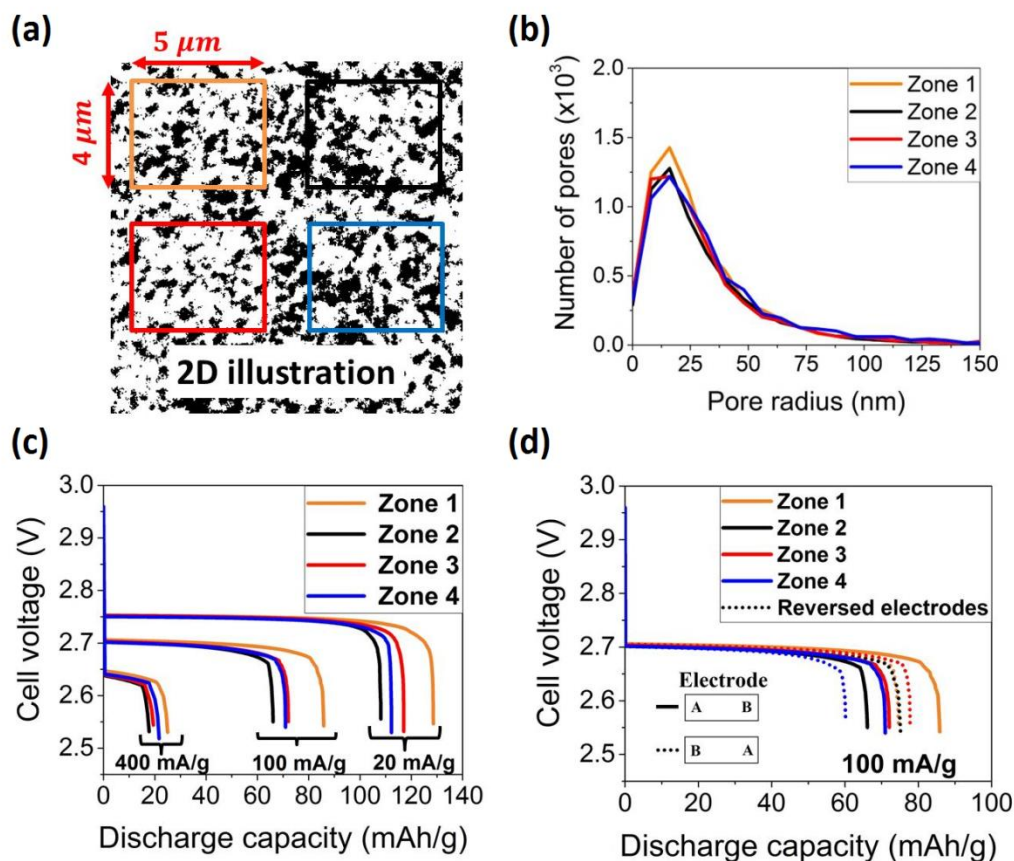 (a)
5 μm
4 μm
2D illustration
(b)
Number of pores (x10³)
2.0
1.5
1.0
0.5
0.0
0 25 50 75 100 125 150
Pore radius (nm)
Zone 1
Zone 2
Zone 3
Zone 4
(c)
Cell voltage (V)
3.0
2.9
2.8
2.7
2.6
2.5
Zone 1
Zone 2
Zone 3
Zone 4
400 mA/g 100 mA/g 20 mA/g
0 20 40 60 80 100 120 140
Discharge capacity (mAh/g)
(d)
Cell voltage (V)
3.0
2.9
2.8
2.7
2.6
2.5
Zone 1
Zone 2
Zone 3
Zone 4
Reversed electrodes
Electrode
A B
B A
100 mA/g
0 20 40 60 80 100
Discharge capacity (mAh/g)